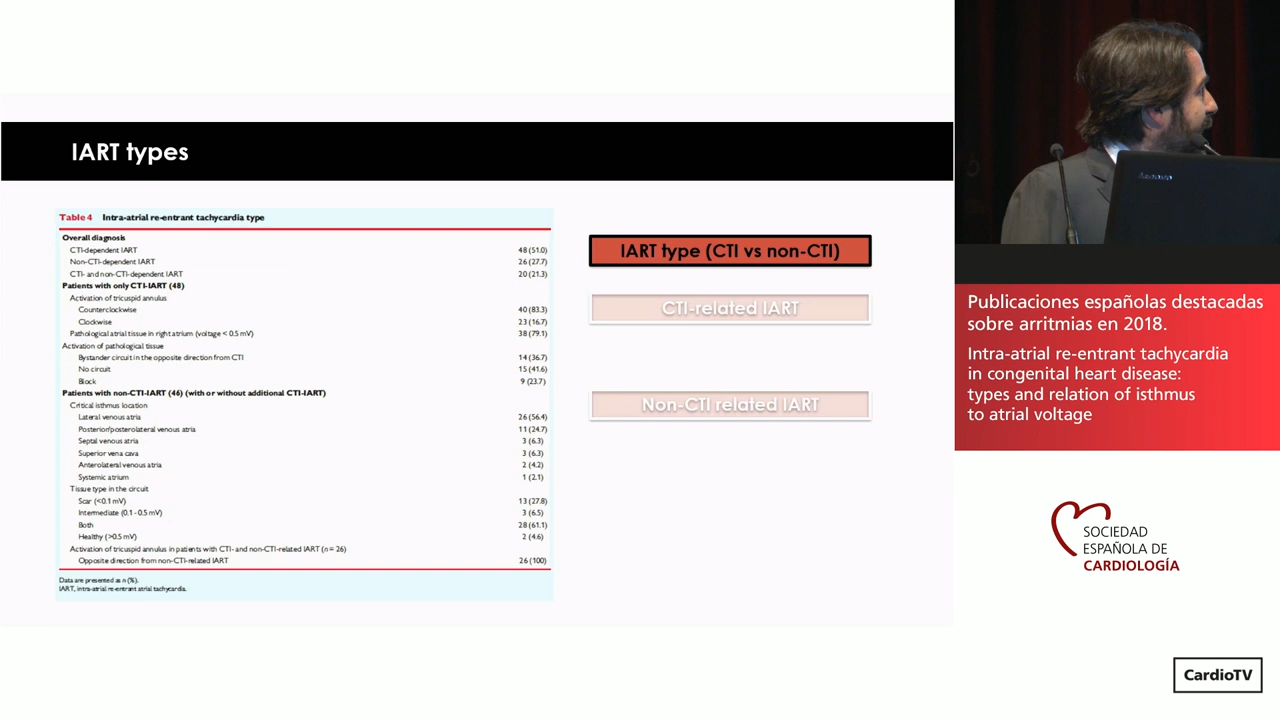 IART types
Table 4 Intra-atrial re-entrant tachycardia type
Overall diagnosis
CTI-dependent IART 48 (51.0)
Non-CTI-dependent IART 26 (27.7)
CTI- and non-CTI-dependent IART 20 (21.3)
Patients with only CTI-IART (48)
Activation of tricuspid annulus
Counterclockwise 40 (83.3)
Clockwise 23 (16.7)
Pathological atrial tissue in right atrium (voltage < 0.5 mV) 38 (79.1)
Activation of pathological tissue
Bystander circuit in the opposite direction from CTI 14 (36.7)
No circuit 15 (41.6)
Block 9 (23.7)
Patients with non-CTI-IART (46) (with or without additional CTI-IART)
Critical isthmus location
Lateral venous atria 26 (56.4)
Posterior/posterolateral venous atria 11 (24.7)
Septal venous atria 3 (6.3)
Superior vena cava 3 (6.3)
Anterolateral venous atria 2 (4.2)
Systemic atrium 1 (2.1)
Tissue type in the circuit
Scar (<0.1 mV) 13 (27.8)
Intermediate (0.1 - 0.5 mV) 3 (6.5)
Both 28 (61.1)
Healthy (>0.5 mV) 2 (4.6)
Activation of tricuspid annulus in patients with CTI- and non-CTI-related IART (n = 26)
Opposite direction from non-CTI-related IART 26 (100)
Data are presented as n (%).
IART, intra-atrial re-entrant atrial tachycardia.
IART type (CTI vs non-CTI)
CTI-related IART
Non-CTI related IART
lenovo
Publicaciones españolas destacadas
sobre arritmias en 2018.
Intra-atrial re-entrant tachycardia
in congenital heart disease:
types and relation of isthmus
to atrial voltage
SOCIEDAD
ESPAÑOLA DE
CARDIOLOGÍA
CardioTV